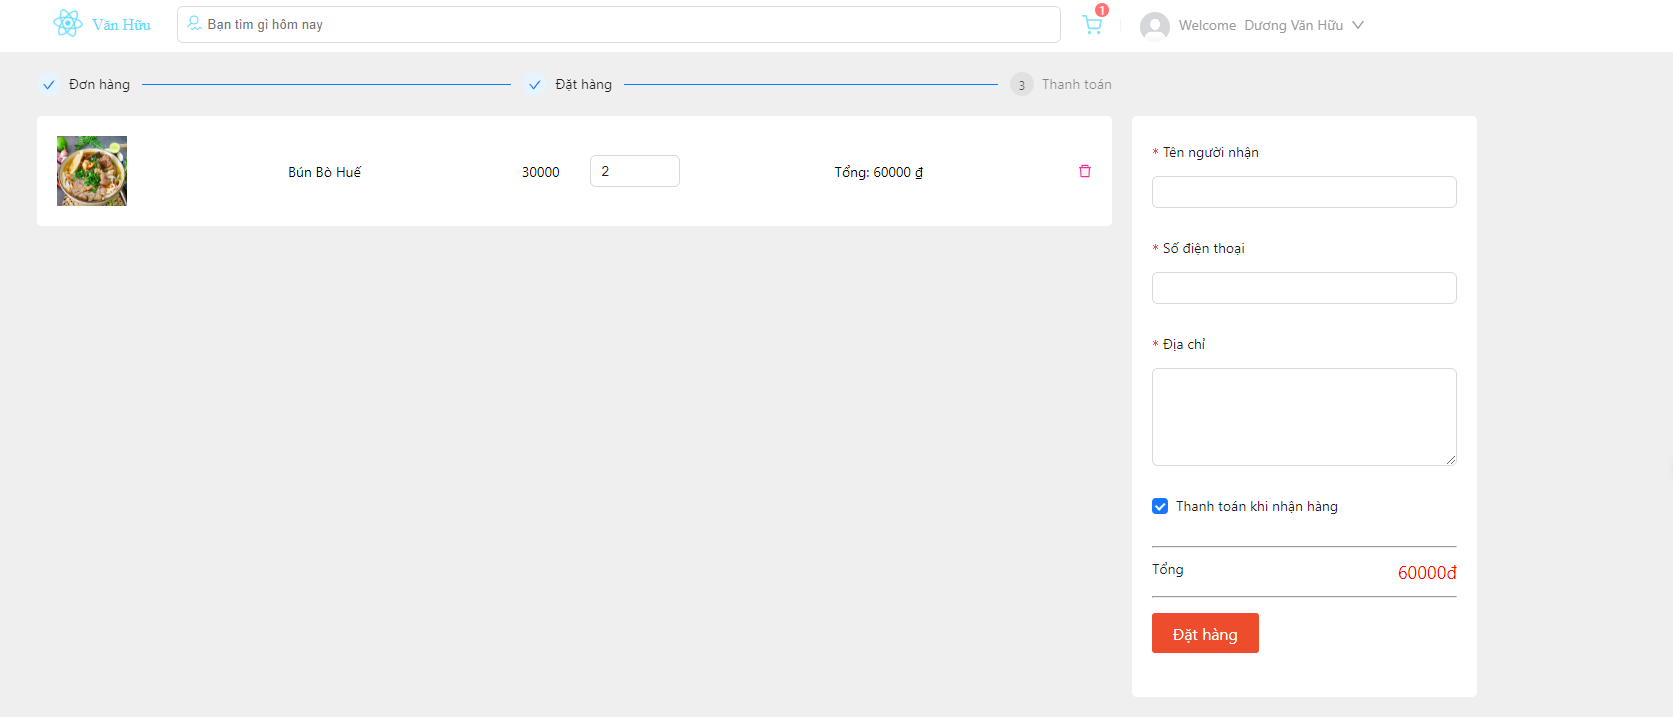 Văn Hữu
Bạn tìm gì hôm nay
1
Welcome Dương Văn Hữu
Đơn hàng
Đặt hàng
3 Thanh toán
Bún Bò Huế
30000
2
Tổng: 60000 ₫
* Tên người nhận
* Số điện thoại
* Địa chỉ
Thanh toán khi nhận hàng
Tổng
60000đ
Đặt hàng